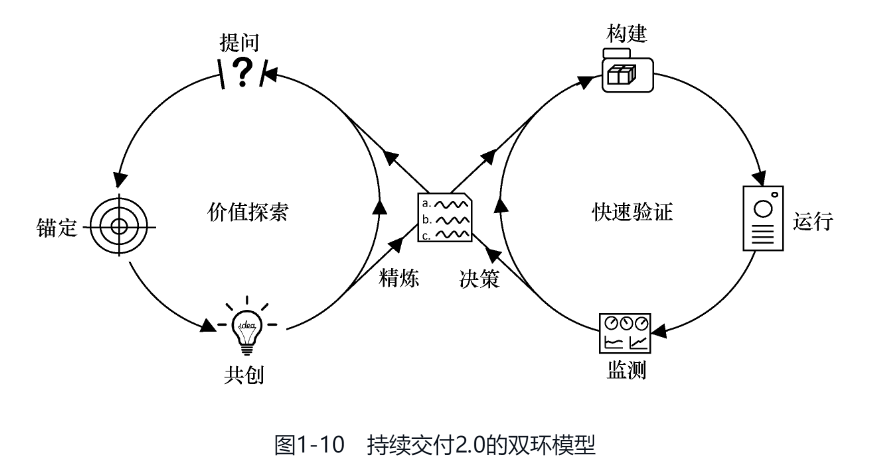 提问
?
构建
锚定
价值探索
a.
b.
c.
快速验证
运行
精炼
决策
idea
共创
监测
图1-10 持续交付2.0的双环模型